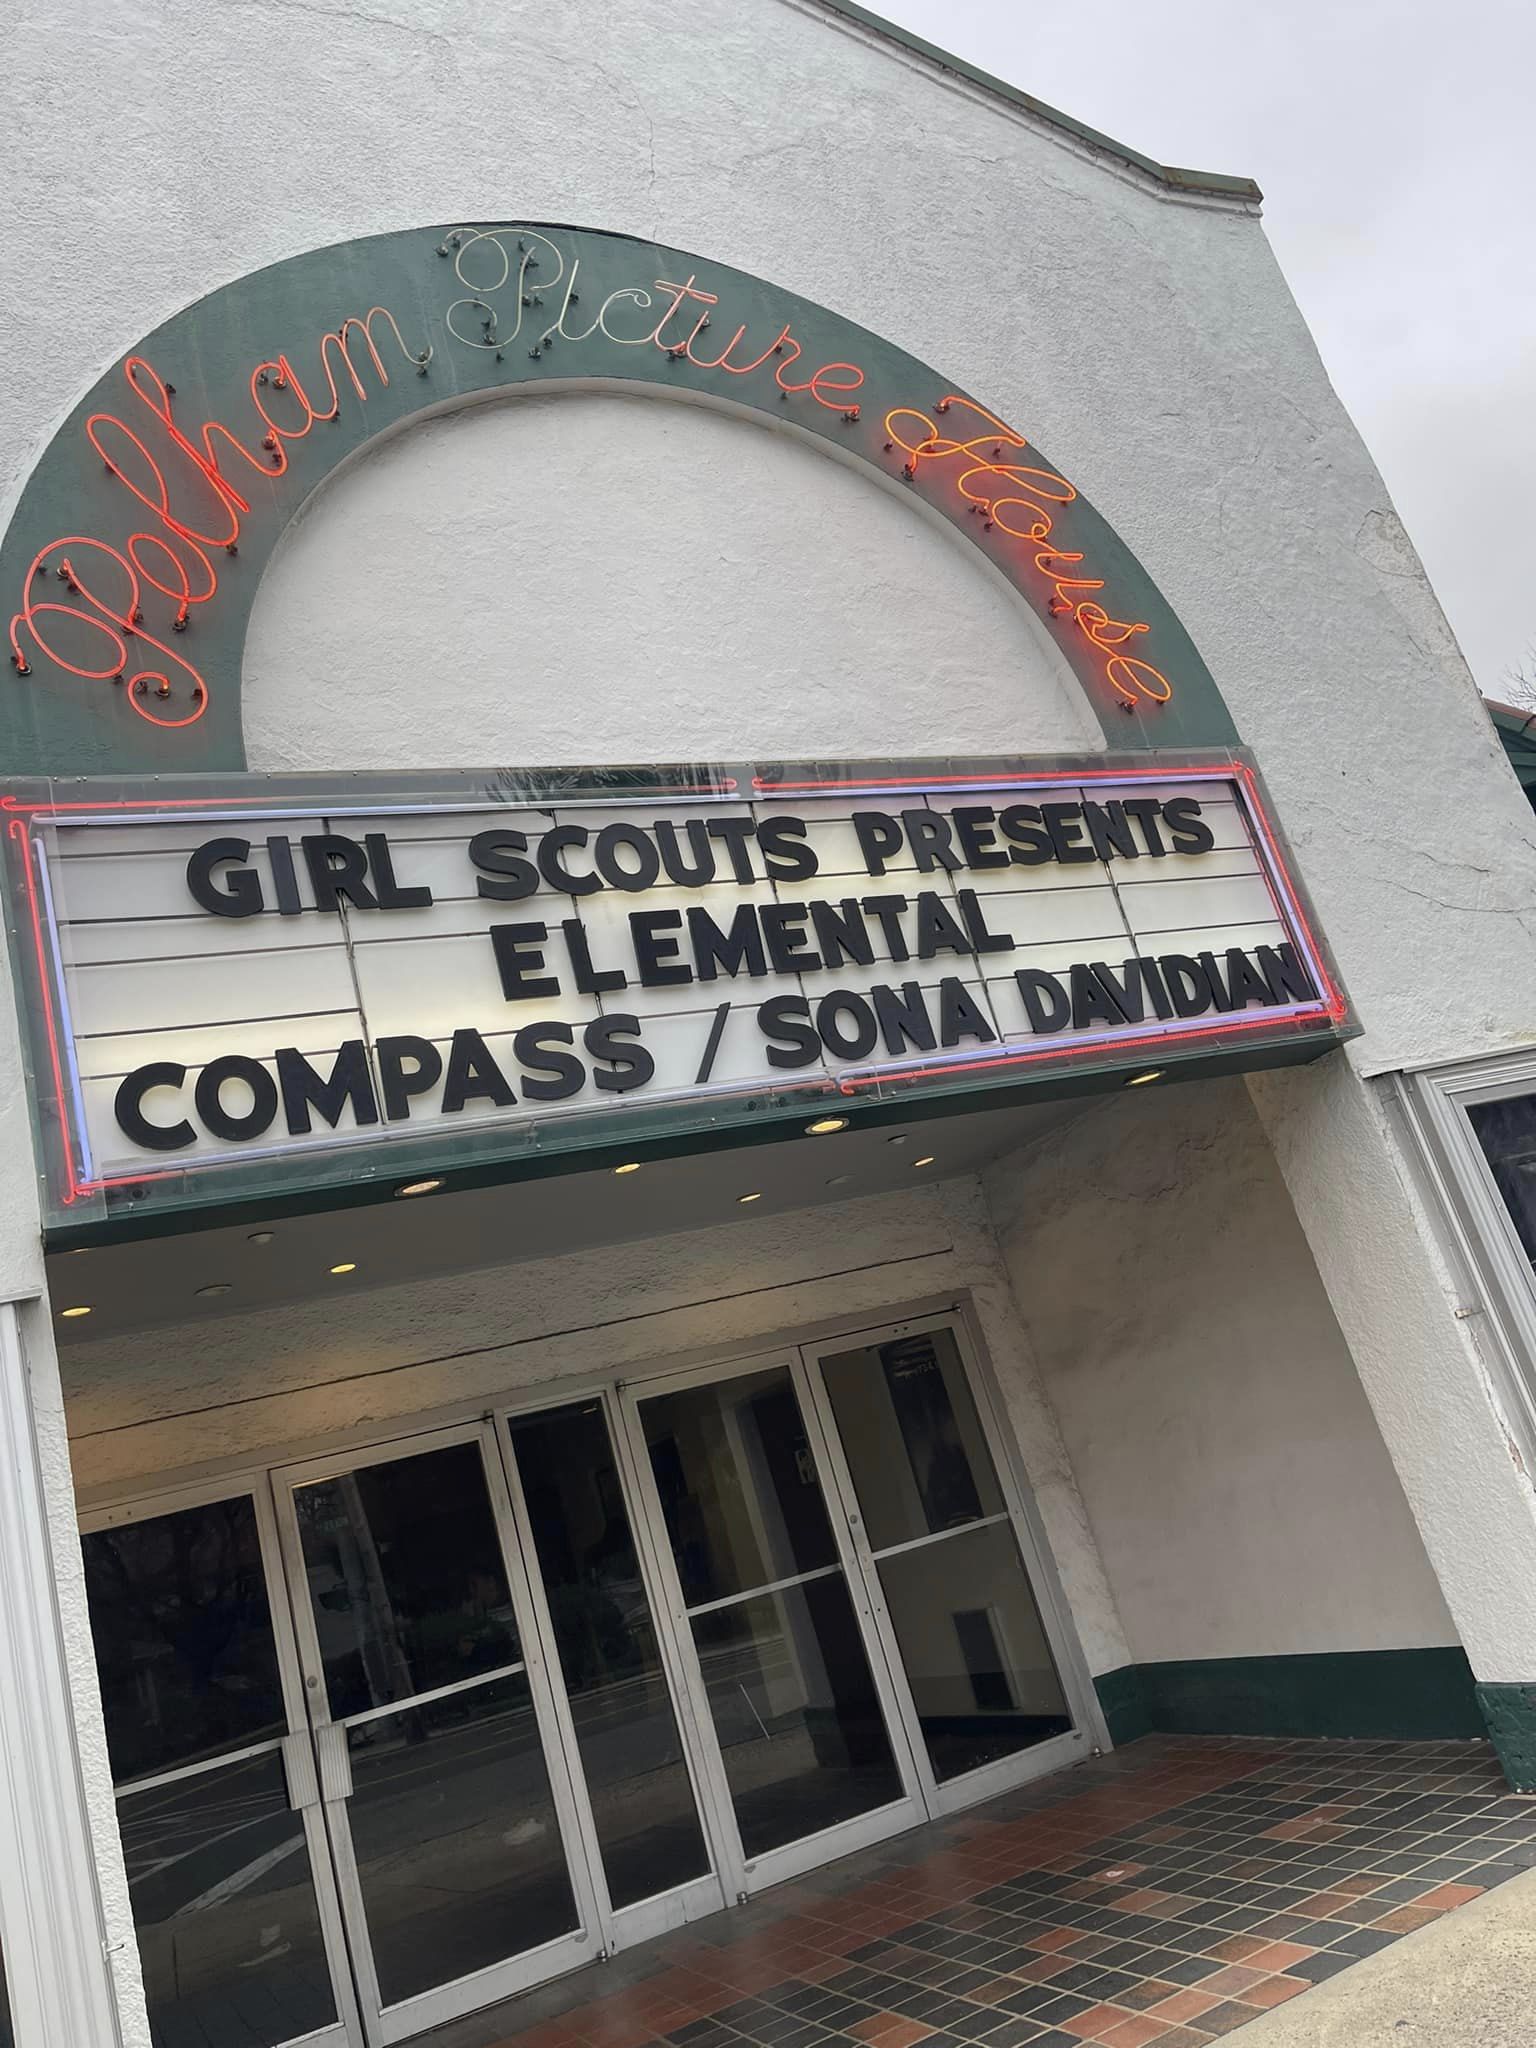 Pelham Picture House
GIRL SCOUTS PRESENTS
ELEMENTAL
COMPASS / SONA DAVIDIAN